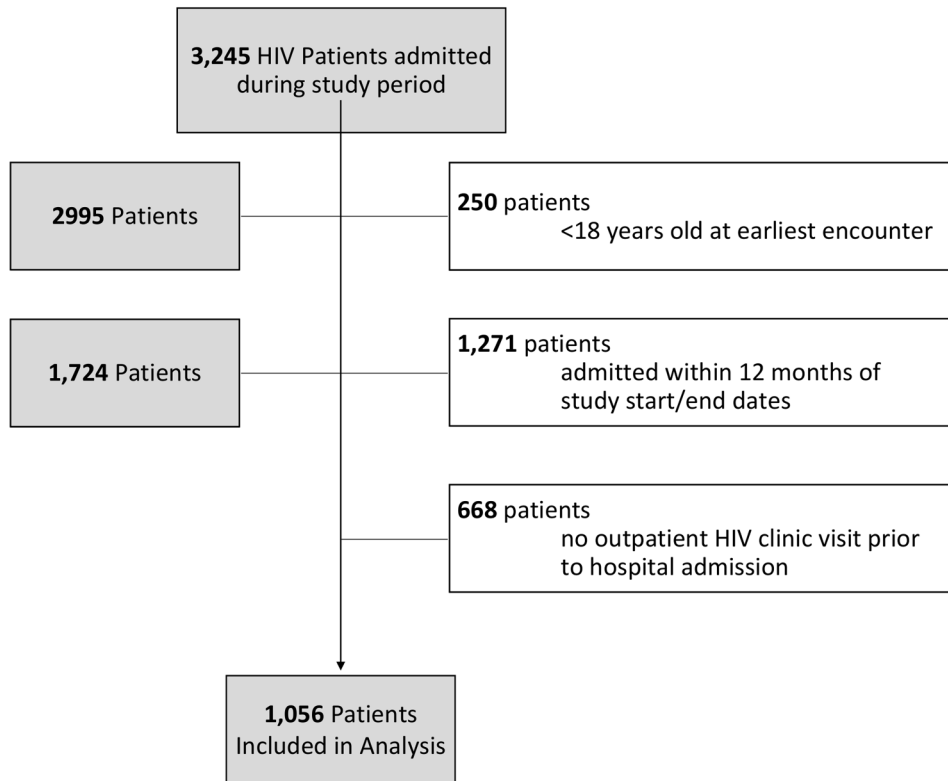 3,245 HIV Patients admitted
during study period
2995 Patients
250 patients
<18 years old at earliest encounter
1,724 Patients
1,271 patients
admitted within 12 months of
study start/end dates
668 patients
no outpatient HIV clinic visit prior
to hospital admission
1,056 Patients
Included in Analysis